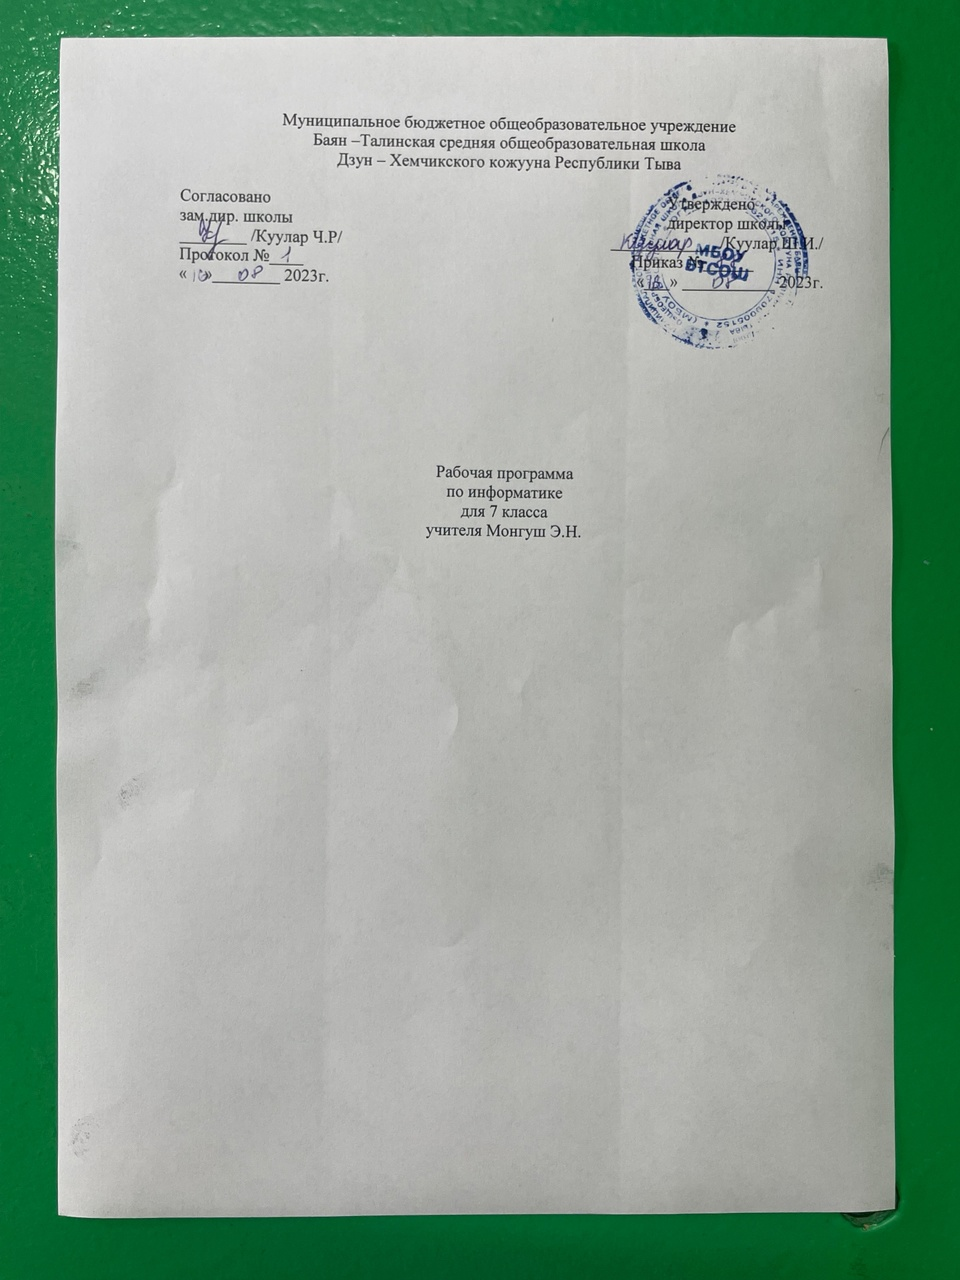 Муниципальное бюджетное общеобразовательное учреждение
Баян –Талинская средняя общеобразовательная школа
Дзун – Хемчикского кожууна Республики Тыва
Согласовано
зам.дир. школы
/Куулар Ч.Р/
Протокол № 1
« » 08 2023г.
Утверждено
директор школы
Куулар /Куулар Ш.И./
Приказ №
« » 08 2023г.
МБОУ
БТСОШ
Рабочая программа
по информатике
для 7 класса
учителя Монгуш Э.Н.